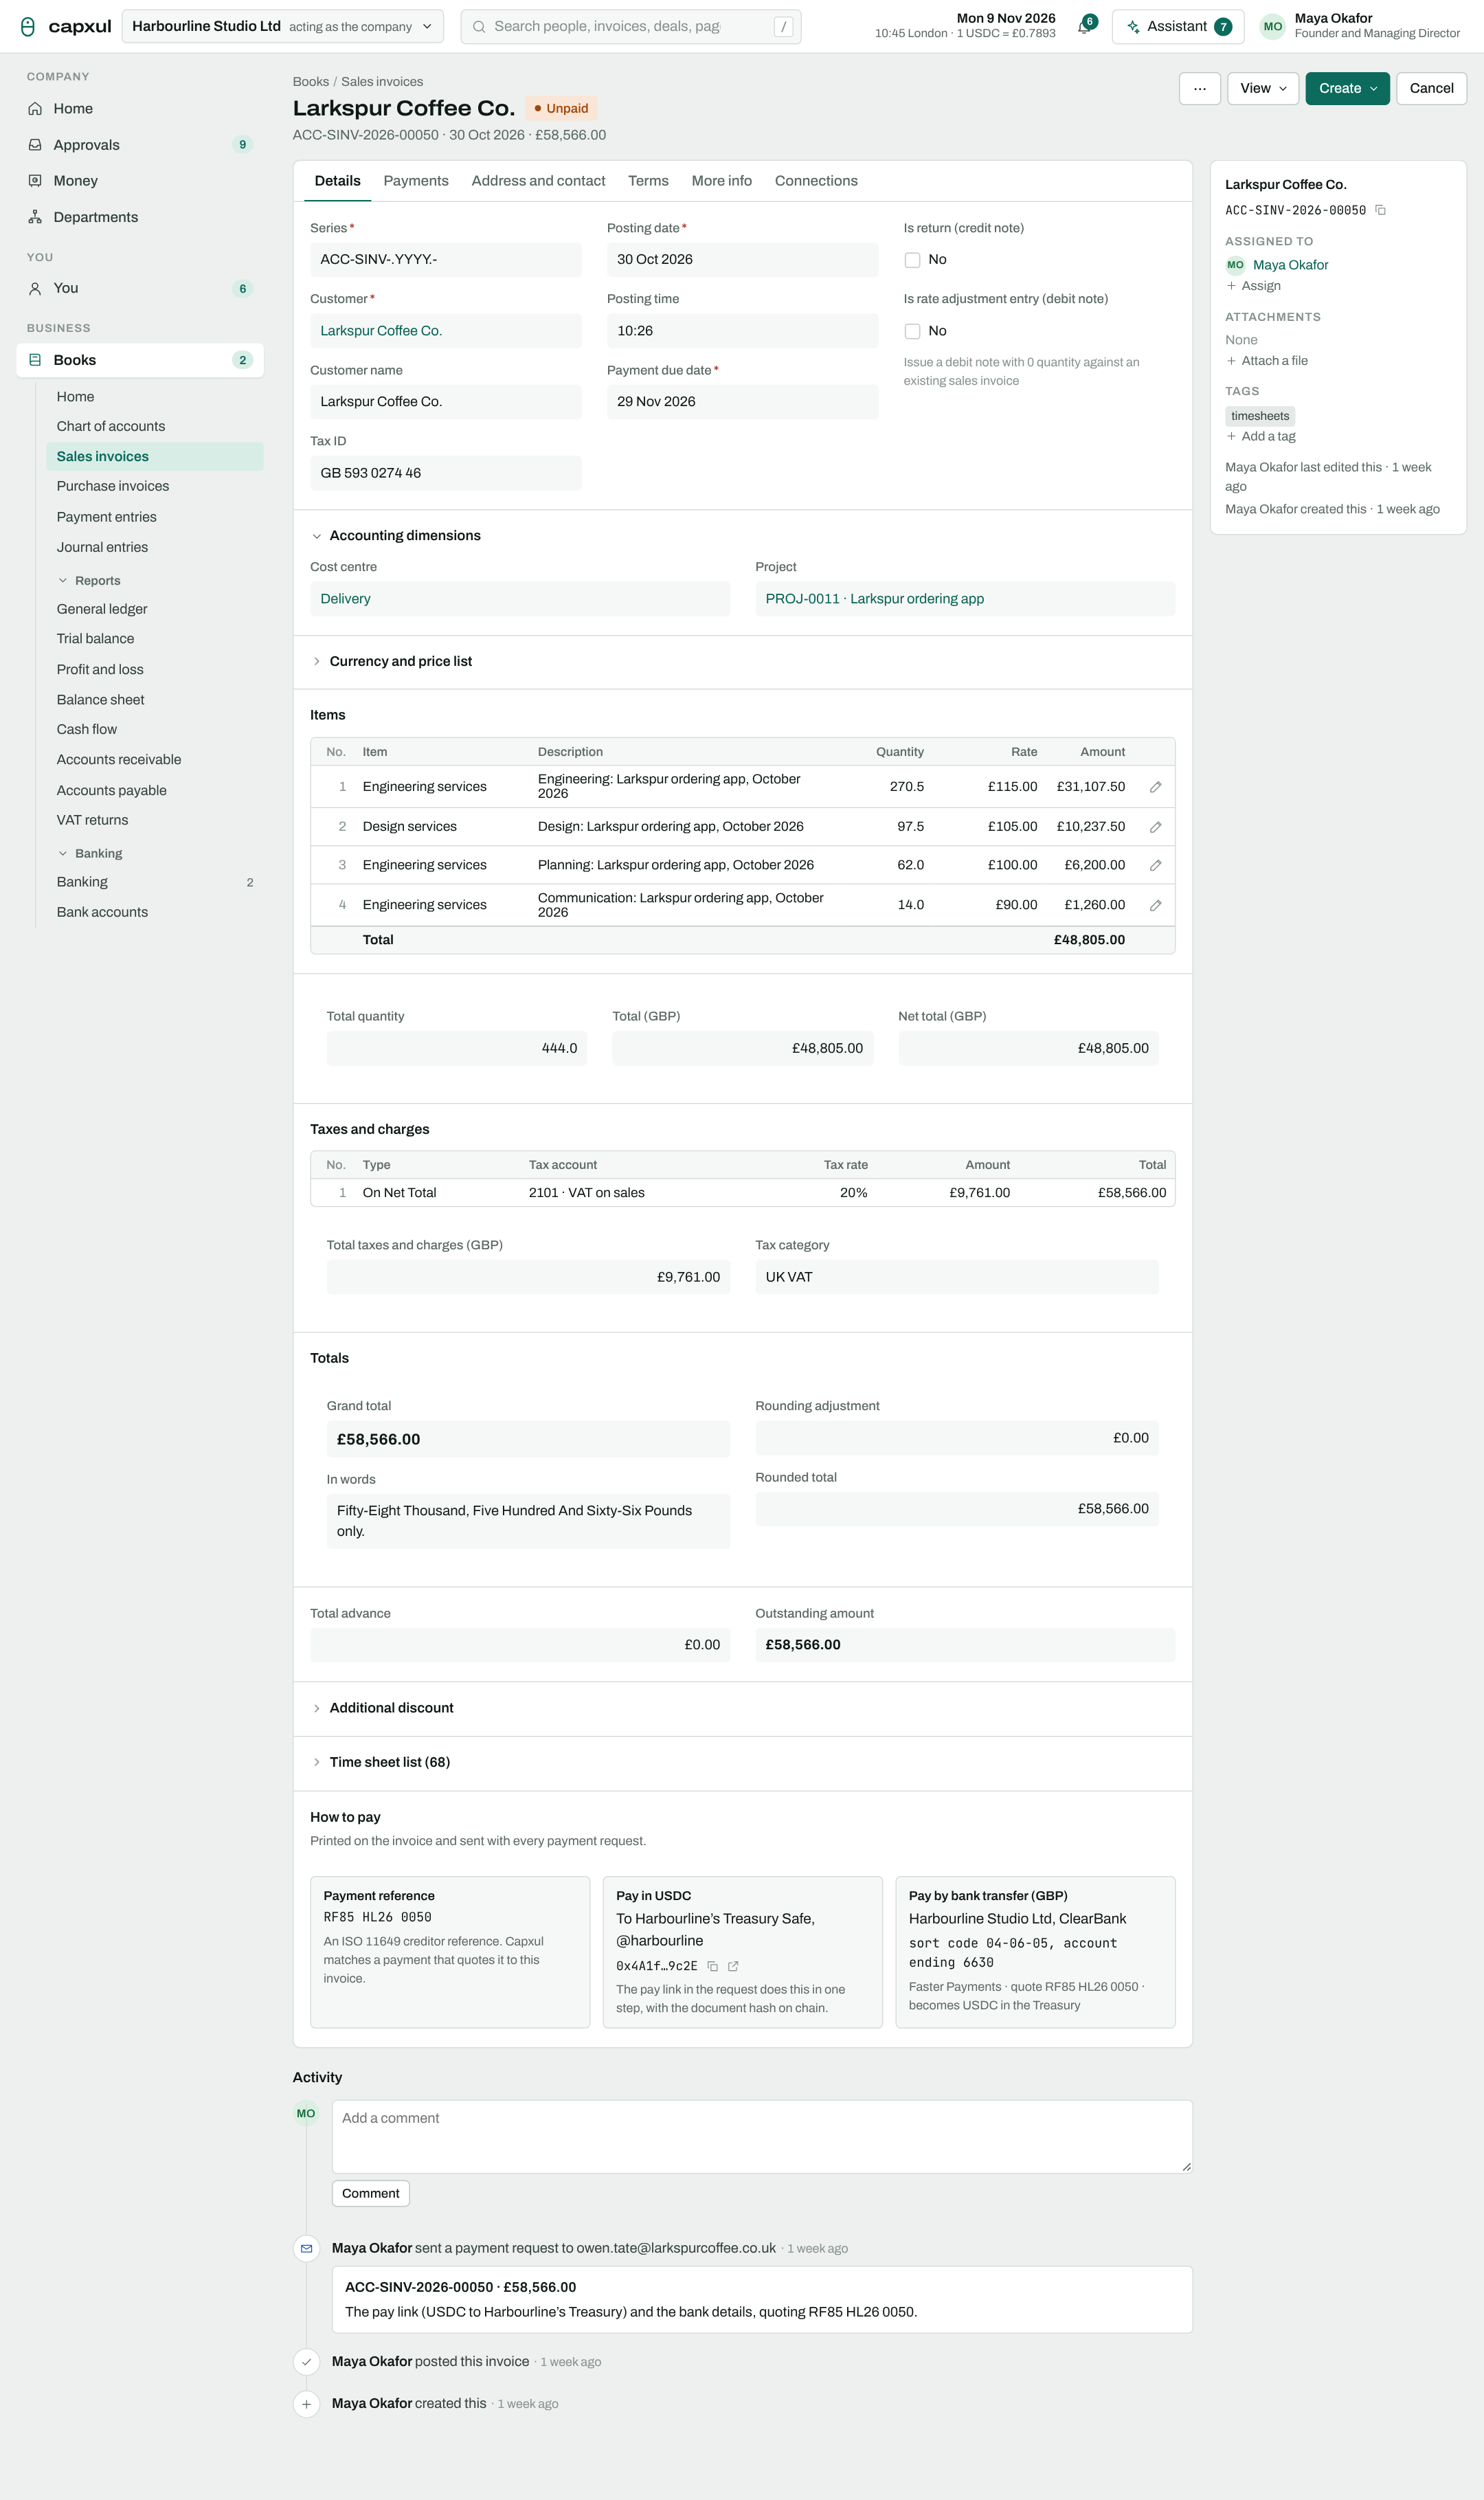 capxul
Harbourline Studio Ltd acting as the company
Search people, invoices, deals, pag
/
Mon 9 Nov 2026
10:45 London · 1 USDC = £0.7893
6
Assistant 7
MO
Maya Okafor
Founder and Managing Director
COMPANY
Home
Approvals 9
Money
Departments
YOU
You 6
BUSINESS
Books 2
Home
Chart of accounts
Sales invoices
Purchase invoices
Payment entries
Journal entries
Reports
General ledger
Trial balance
Profit and loss
Balance sheet
Cash flow
Accounts receivable
Accounts payable
VAT returns
Banking
Banking 2
Bank accounts
Books / Sales invoices
Larkspur Coffee Co. Unpaid
ACC-SINV-2026-00050 · 30 Oct 2026 · £58,566.00
... View Create Cancel
Details Payments Address and contact Terms More info Connections
Series *
ACC-SINV-.YYYY.-
Posting date *
30 Oct 2026
Is return (credit note)
No
Customer *
Larkspur Coffee Co.
Posting time
10:26
Is rate adjustment entry (debit note)
No
Issue a debit note with 0 quantity against an
existing sales invoice
Customer name
Larkspur Coffee Co.
Payment due date *
29 Nov 2026
Tax ID
GB 593 0274 46
Accounting dimensions
Cost centre
Delivery
Project
PROJ-0011 · Larkspur ordering app
Currency and price list
Items
No. Item Description Quantity Rate Amount
1 Engineering services Engineering: Larkspur ordering app, October
2026 270.5 £115.00 £31,107.50
2 Design services Design: Larkspur ordering app, October 2026 97.5 £105.00 £10,237.50
3 Engineering services Planning: Larkspur ordering app, October 2026 62.0 £100.00 £6,200.00
4 Engineering services Communication: Larkspur ordering app, October
2026 14.0 £90.00 £1,260.00
Total £48,805.00
Total quantity
444.0
Total (GBP)
£48,805.00
Net total (GBP)
£48,805.00
Taxes and charges
No. Type Tax account Tax rate Amount Total
1 On Net Total 2101 · VAT on sales 20% £9,761.00 £58,566.00
Total taxes and charges (GBP)
£9,761.00
Tax category
UK VAT
Totals
Grand total
£58,566.00
Rounding adjustment
£0.00
In words
Fifty-Eight Thousand, Five Hundred And Sixty-Six Pounds
only.
Rounded total
£58,566.00
Total advance
£0.00
Outstanding amount
£58,566.00
Additional discount
Time sheet list (68)
How to pay
Printed on the invoice and sent with every payment request.
Payment reference
RF85 HL26 0050
An ISO 11649 creditor reference. Capxul
matches a payment that quotes it to this
invoice.
Pay in USDC
To Harbourline's Treasury Safe,
@harbourline
0x4A1f…9c2E
The pay link in the request does this in one
step, with the document hash on chain.
Pay by bank transfer (GBP)
Harbourline Studio Ltd, ClearBank
sort code 04-06-05, account
ending 6630
Faster Payments · quote RF85 HL26 0050 ·
becomes USDC in the Treasury
Activity
MO
Add a comment
Comment
Maya Okafor sent a payment request to owen.tate@larkspurcoffee.co.uk · 1 week ago
ACC-SINV-2026-00050 · £58,566.00
The pay link (USDC to Harbourline's Treasury) and the bank details, quoting RF85 HL26 0050.
Maya Okafor posted this invoice · 1 week ago
Maya Okafor created this · 1 week ago
Larkspur Coffee Co.
ACC-SINV-2026-00050
ASSIGNED TO
MO Maya Okafor
+ Assign
ATTACHMENTS
None
+ Attach a file
TAGS
timesheets
+ Add a tag
Maya Okafor last edited this · 1 week
ago
Maya Okafor created this · 1 week ago